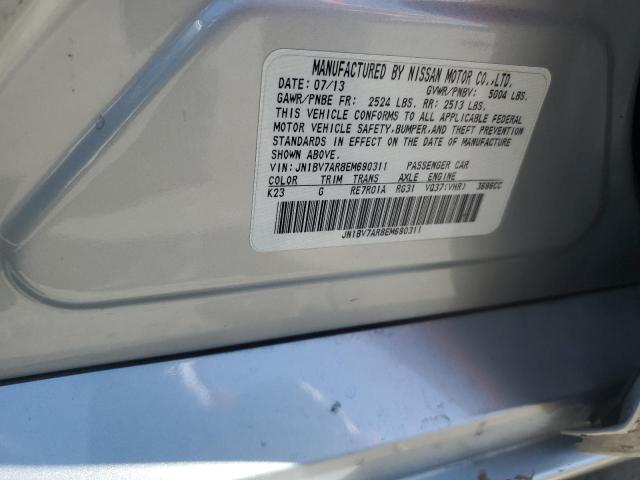 MANUFACTURED BY NISSAN MOTOR CO.,LTD.
DATE: 07/13 GVWR/PNBV: 5004 LBS.
GAWR/PNBE FR: 2524 LBS. RR: 2513 LBS.
THIS VEHICLE CONFORMS TO ALL APPLICABLE FEDERAL
MOTOR VEHICLE SAFETY,BUMPER,AND THEFT PREVENTION
STANDARDS IN EFFECT ON THE DATE OF MANUFACTURE
SHOWN ABOVE.
VIN: JN1BV7AR8EM690311 PASSENGER CAR
COLOR TRIM TRANS AXLE ENGINE
K23 G RE7R01A RG31 VQ37(VHR) 3696CC
JN1BV7AR8EM690311